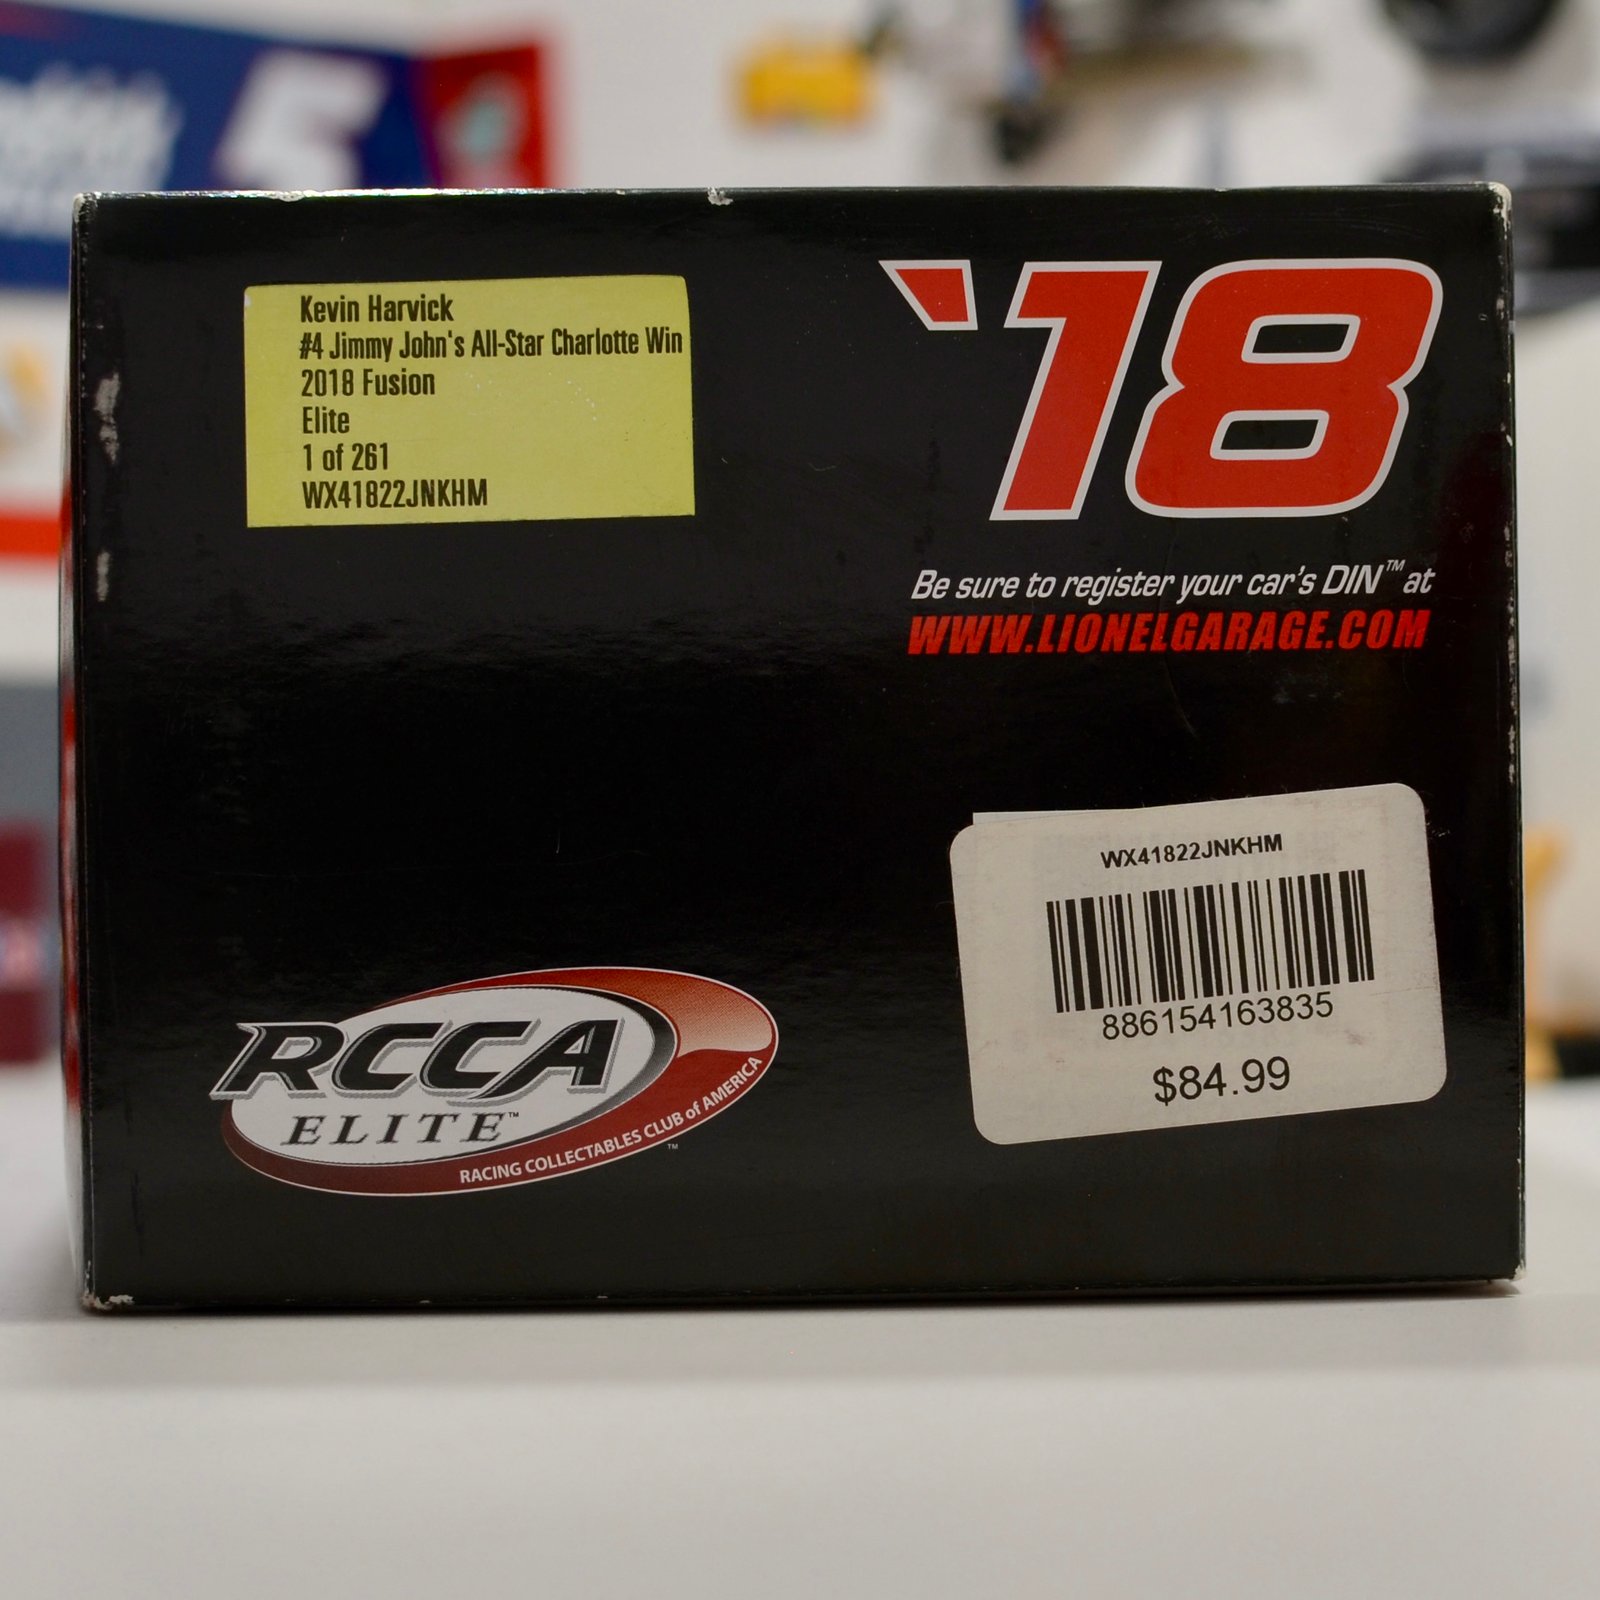 5
Kevin Harvick
#4 Jimmy John's All-Star Charlotte Win
2018 Fusion
Elite
1 of 261
WX41822JNKHM
'18
Be sure to register your car's DIN™ at
WWW.LIONELGARAGE.COM
WX41822JNKHM
886154163835
$84.99
RCCA
ELITE™
RACING COLLECTABLES CLUB of AMERICA™